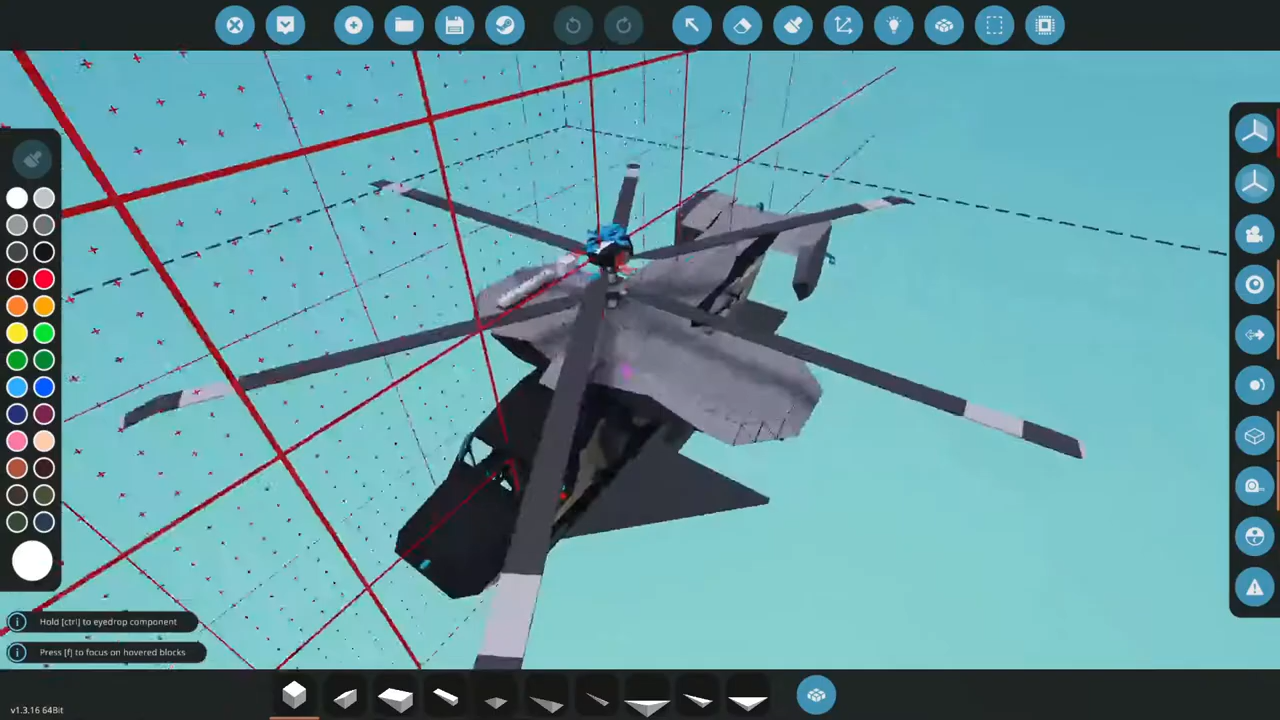 Hold [ctrl] to eyedrop component
Press [f] to focus on hovered blocks
v1.3.16 64Bit